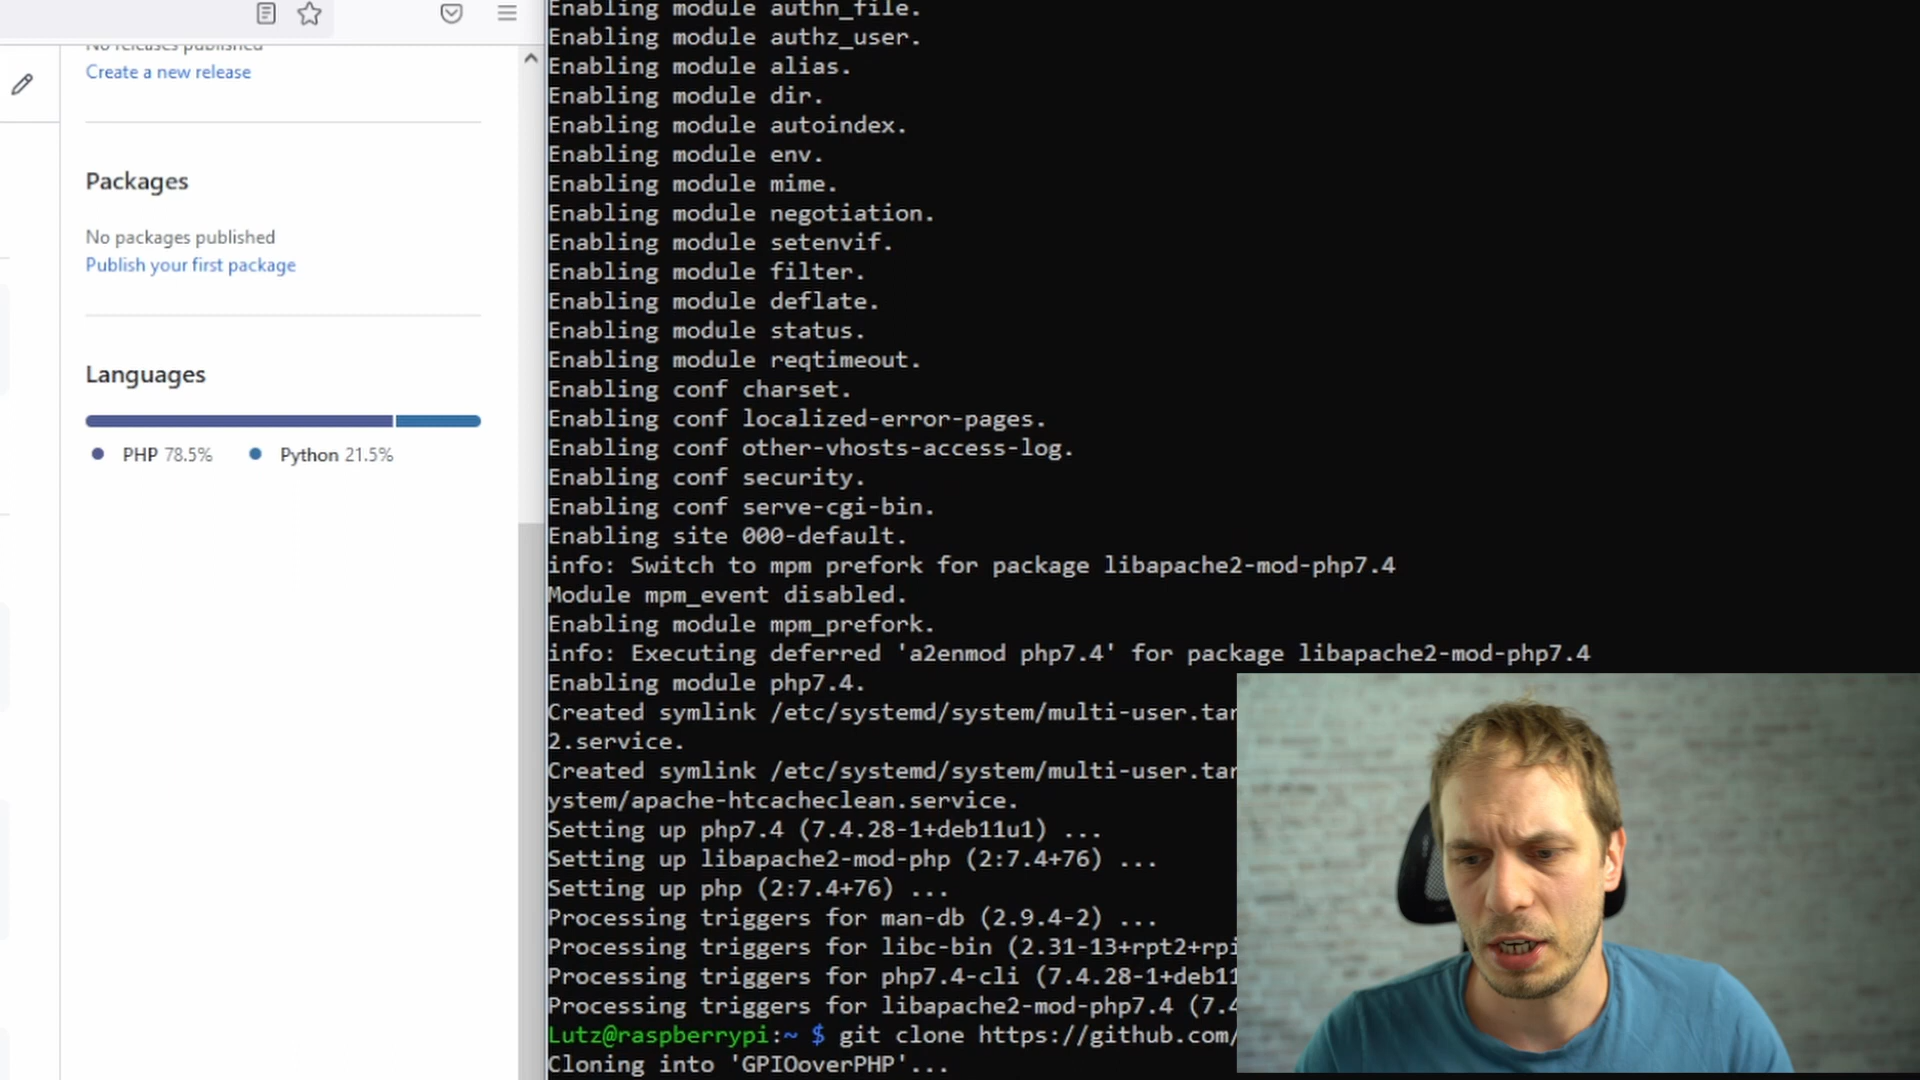 No releases published
Create a new release
Packages
No packages published
Publish your first package
Languages
PHP 78.5% Python 21.5%
Enabling module authn_file.
Enabling module authz_user.
Enabling module alias.
Enabling module dir.
Enabling module autoindex.
Enabling module env.
Enabling module mime.
Enabling module negotiation.
Enabling module setenvif.
Enabling module filter.
Enabling module deflate.
Enabling module status.
Enabling module reqtimeout.
Enabling conf charset.
Enabling conf localized-error-pages.
Enabling conf other-vhosts-access-log.
Enabling conf security.
Enabling conf serve-cgi-bin.
Enabling site 000-default.
info: Switch to mpm prefork for package libapache2-mod-php7.4
Module mpm_event disabled.
Enabling module mpm_prefork.
info: Executing deferred 'a2enmod php7.4' for package libapache2-mod-php7.4
Enabling module php7.4.
Created symlink /etc/systemd/system/multi-user.tar
2.service.
Created symlink /etc/systemd/system/multi-user.tar
ystem/apache-htcacheclean.service.
Setting up php7.4 (7.4.28-1+deb11u1) ...
Setting up libapache2-mod-php (2:7.4+76) ...
Setting up php (2:7.4+76) ...
Processing triggers for man-db (2.9.4-2) ...
Processing triggers for libc-bin (2.31-13+rpt2+rpi
Processing triggers for php7.4-cli (7.4.28-1+deb11
Processing triggers for libapache2-mod-php7.4 (7.4
Lutz@raspberrypi:~ $ git clone https://github.com/
Cloning into 'GPIOoverPHP'...